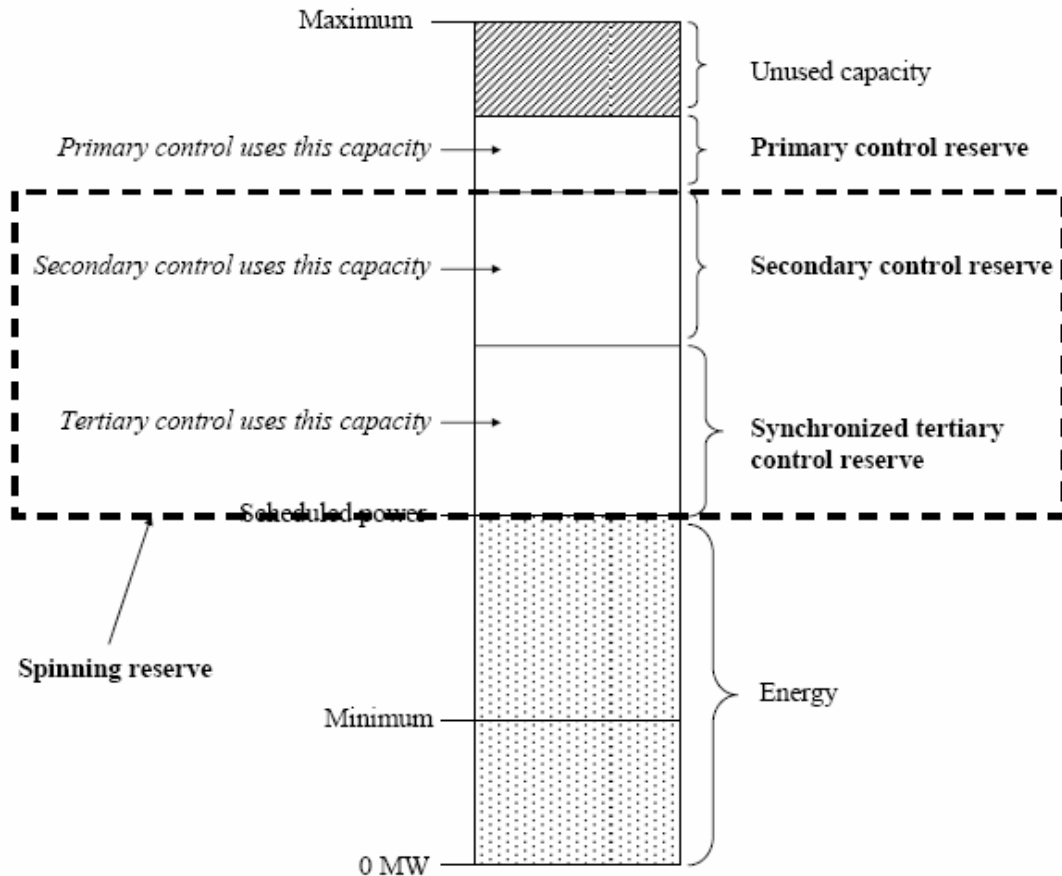 Maximum
Unused capacity
Primary control uses this capacity
Primary control reserve
Secondary control uses this capacity
Secondary control reserve
Tertiary control uses this capacity
Synchronized tertiary
control reserve
Scheduled power
Spinning reserve
Energy
Minimum
0 MW